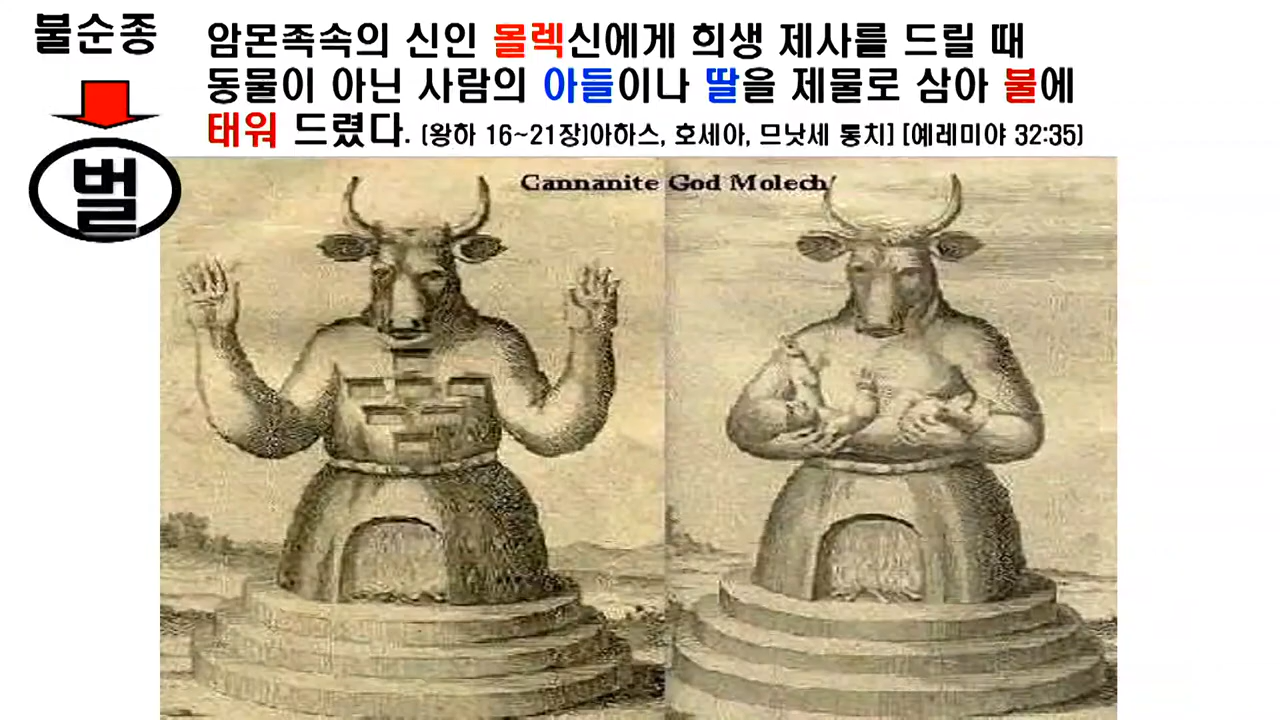 불순종
벌
암몬족속의 신인 몰렉신에게 희생 제사를 드릴 때
동물이 아닌 사람의 아들이나 딸을 제물로 삼아 불에
태워 드렸다. (왕하 16~21장)아하스, 호세아, 므낫세 통치] [예레미야 32:35]
Cannanite God Molech